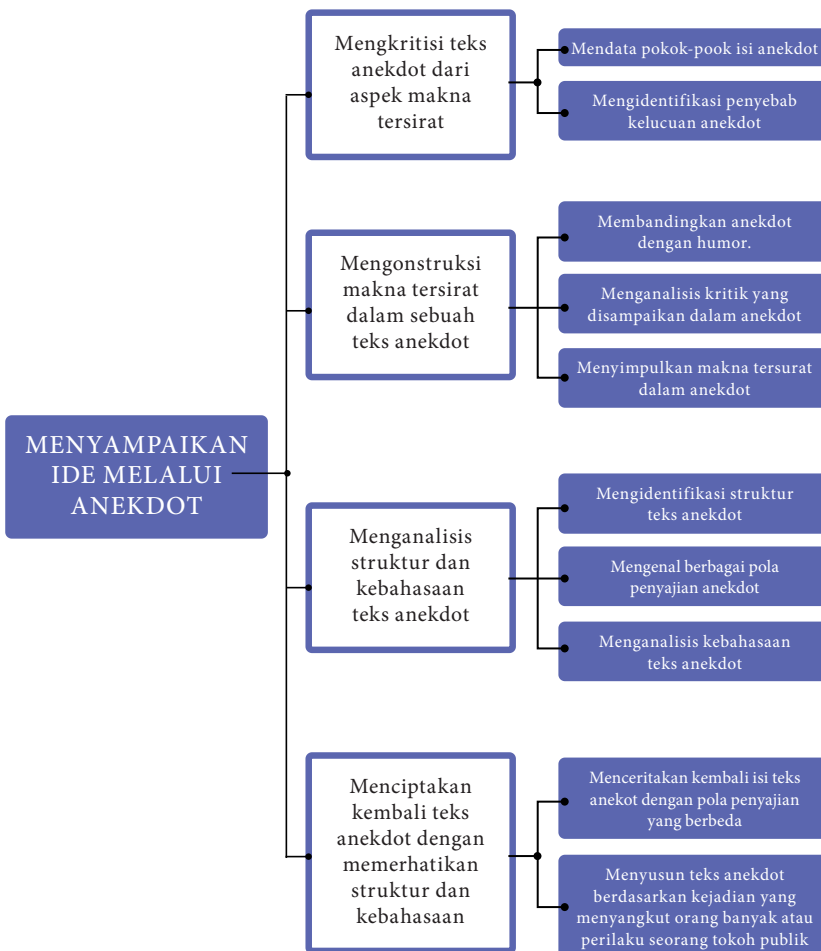 Mengkritisi teks
anekdot dari
aspek makna
tersirat
Mendata pokok-pook isi anekdot
Mengidentifikasi penyebab
kelucuan anekdot
Mengonstruksi
makna tersirat
dalam sebuah
teks anekdot
Membandingkan anekdot
dengan humor.
Menganalisis kritik yang
disampaikan dalam anekdot
Menyimpulkan makna tersurat
dalam anekdot
MENYAMPAIKAN
IDE MELALUI
ANEKDOT
Menganalisis
struktur dan
kebahasaan
teks anekdot
Mengidentifikasi struktur
teks anekdot
Mengenal berbagai pola
penyajian anekdot
Menganalisis kebahasaan
teks anekdot
Menciptakan
kembali teks
anekdot dengan
memerhatikan
struktur dan
kebahasaan
Menceritakan kembali isi teks
anekot dengan pola penyajian
yang berbeda
Menyusun teks anekdot
berdasarkan kejadian yang
menyangkut orang banyak atau
perilaku seorang tokoh publik